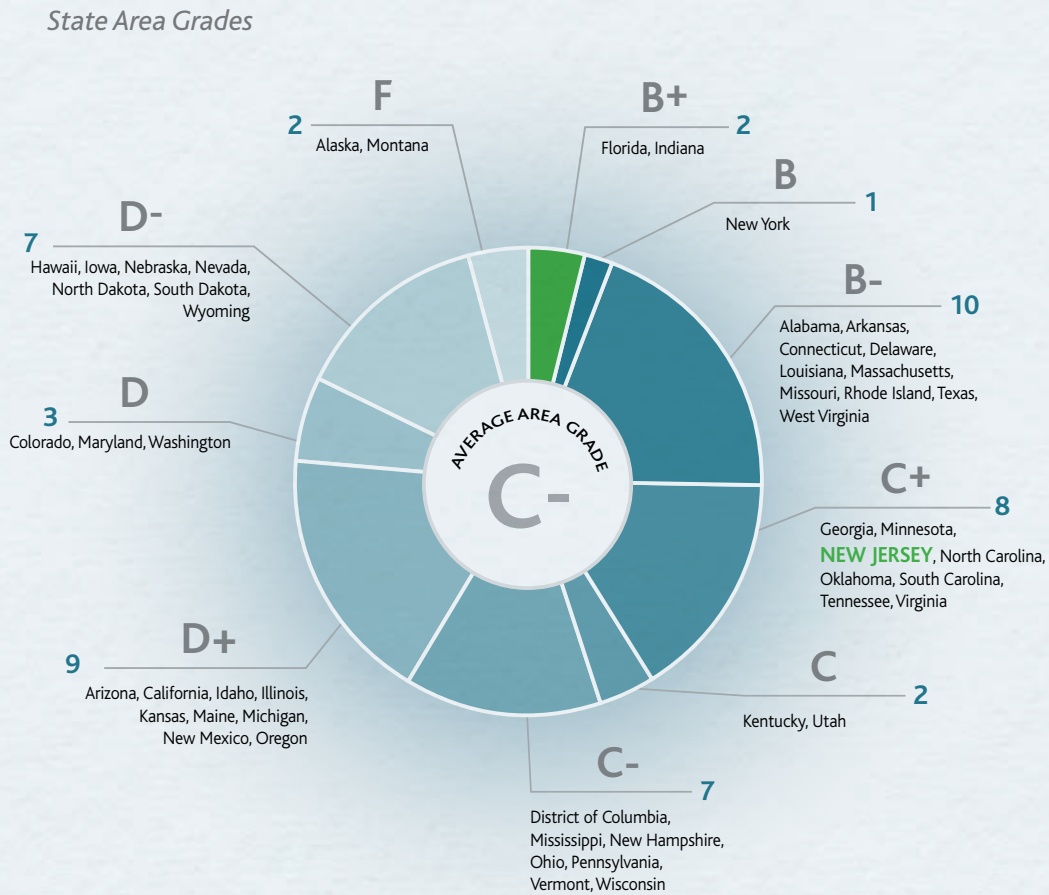 State Area Grades
F
2
Alaska, Montana
B+
2
Florida, Indiana
B
1
New York
B-
10
Alabama, Arkansas,
Connecticut, Delaware,
Louisiana, Massachusetts,
Missouri, Rhode Island, Texas,
West Virginia
C+
8
Georgia, Minnesota,
NEW JERSEY, North Carolina,
Oklahoma, South Carolina,
Tennessee, Virginia
C
2
Kentucky, Utah
C-
7
District of Columbia,
Mississippi, New Hampshire,
Ohio, Pennsylvania,
Vermont, Wisconsin
D+
9
Arizona, California, Idaho, Illinois,
Kansas, Maine, Michigan,
New Mexico, Oregon
D
3
Colorado, Maryland, Washington
D-
7
Hawaii, Iowa, Nebraska, Nevada,
North Dakota, South Dakota,
Wyoming
AVERAGE AREA GRADE
C-